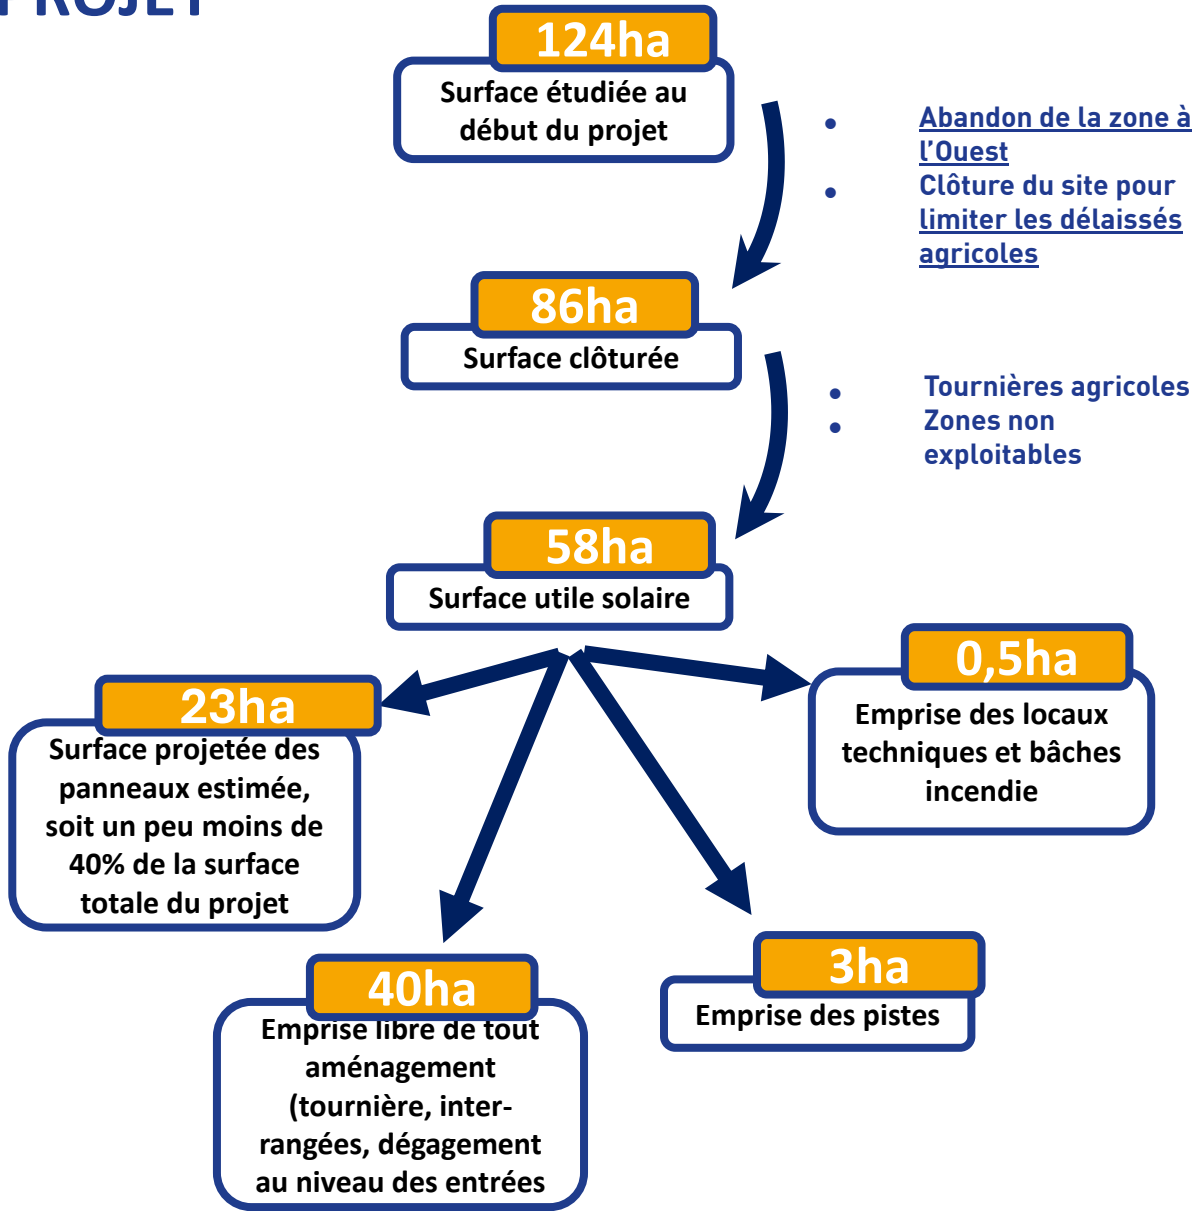 PROJET
124ha
Surface étudiée au
début du projet
• Abandon de la zone à
l'Ouest
• Clôture du site pour
limiter les délaissés
agricoles
86ha
Surface clôturée
• Tournières agricoles
• Zones non
exploitables
58ha
Surface utile solaire
23ha
Surface projetée des
panneaux estimée,
soit un peu moins de
40% de la surface
totale du projet
0,5ha
Emprise des locaux
techniques et bâches
incendie
40ha
Emprise libre de tout
aménagement
(tournière, inter-
rangées, dégagement
au niveau des entrées
3ha
Emprise des pistes